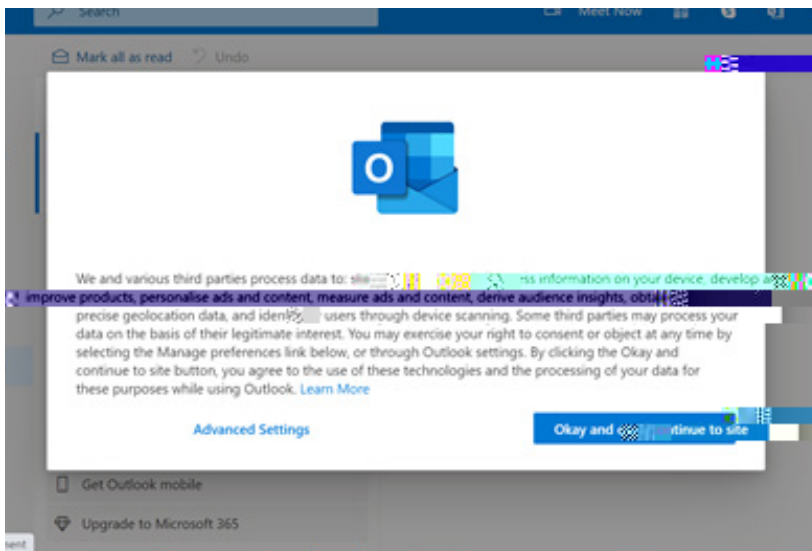 Search
Meet Now
Mark all as read Undo
O
We and various third parties process data to: information on your device, develop
improve products, personalise ads and content, measure ads and content, derive audience insights,
precise geolocation data, and users through device scanning. Some third parties may process your
data on the basis of their legitimate interest. You may exercise your right to consent or object at any time by
selecting the Manage preferences link below, or through Outlook settings. By clicking the Okay and
continue to site button, you agree to the use of these technologies and the processing of your data for
these purposes while using Outlook. Learn More
Advanced Settings
Okay and to site
Get Outlook mobile
Upgrade to Microsoft 365